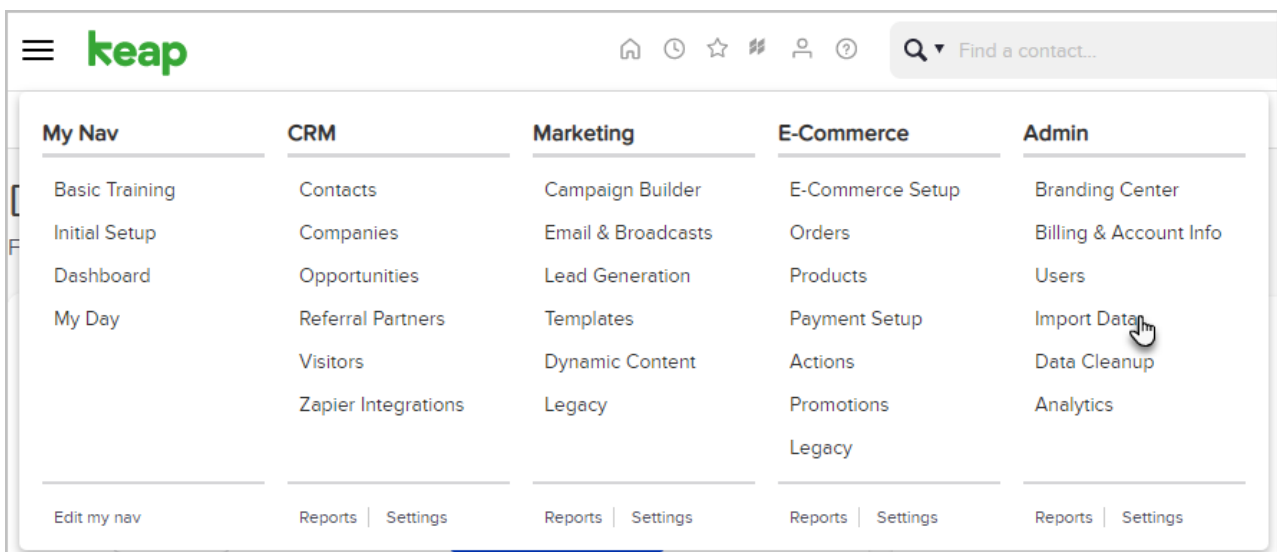 keap
Find a contact...
My Nav CRM Marketing E-Commerce Admin
Basic Training Contacts Campaign Builder E-Commerce Setup Branding Center
Initial Setup Companies Email & Broadcasts Orders Billing & Account Info
Dashboard Opportunities Lead Generation Products Users
My Day Referral Partners Templates Payment Setup Import Data
Visitors Dynamic Content Actions Data Cleanup
Zapier Integrations Legacy Promotions Analytics
Legacy
Edit my nav Reports Settings Reports Settings Reports Settings Reports Settings